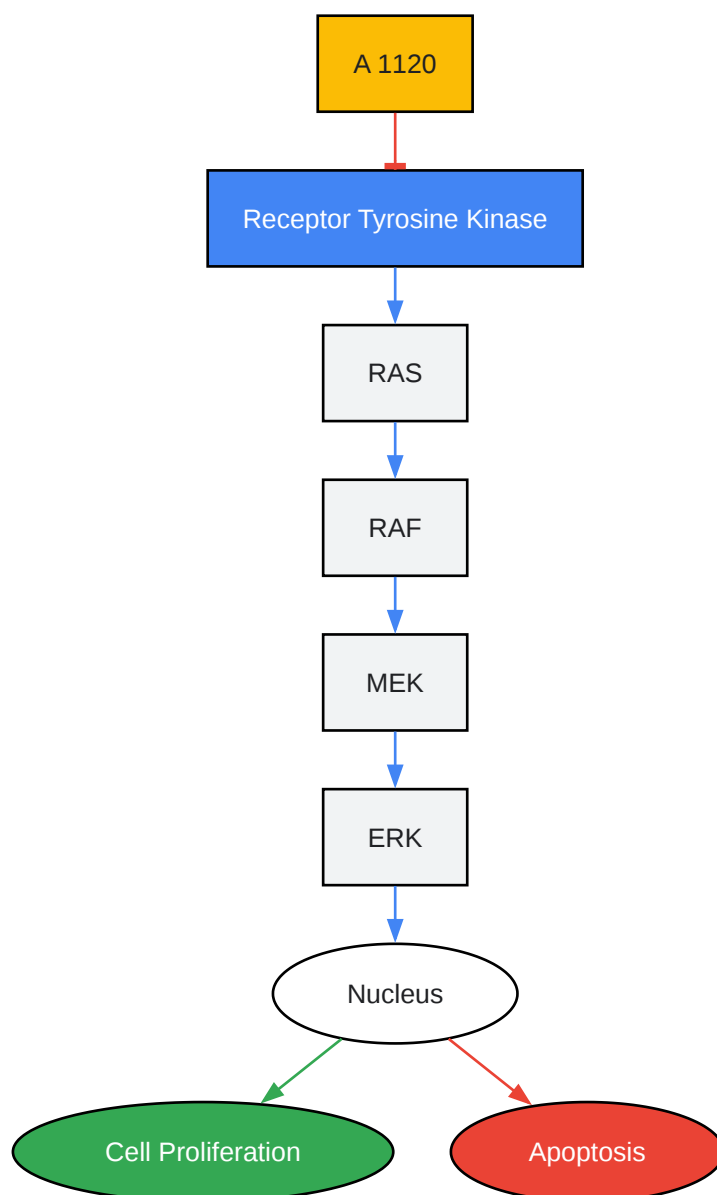 A 1120
Receptor Tyrosine Kinase
RAS
RAF
MEK
ERK
Nucleus
Cell Proliferation
Apoptosis